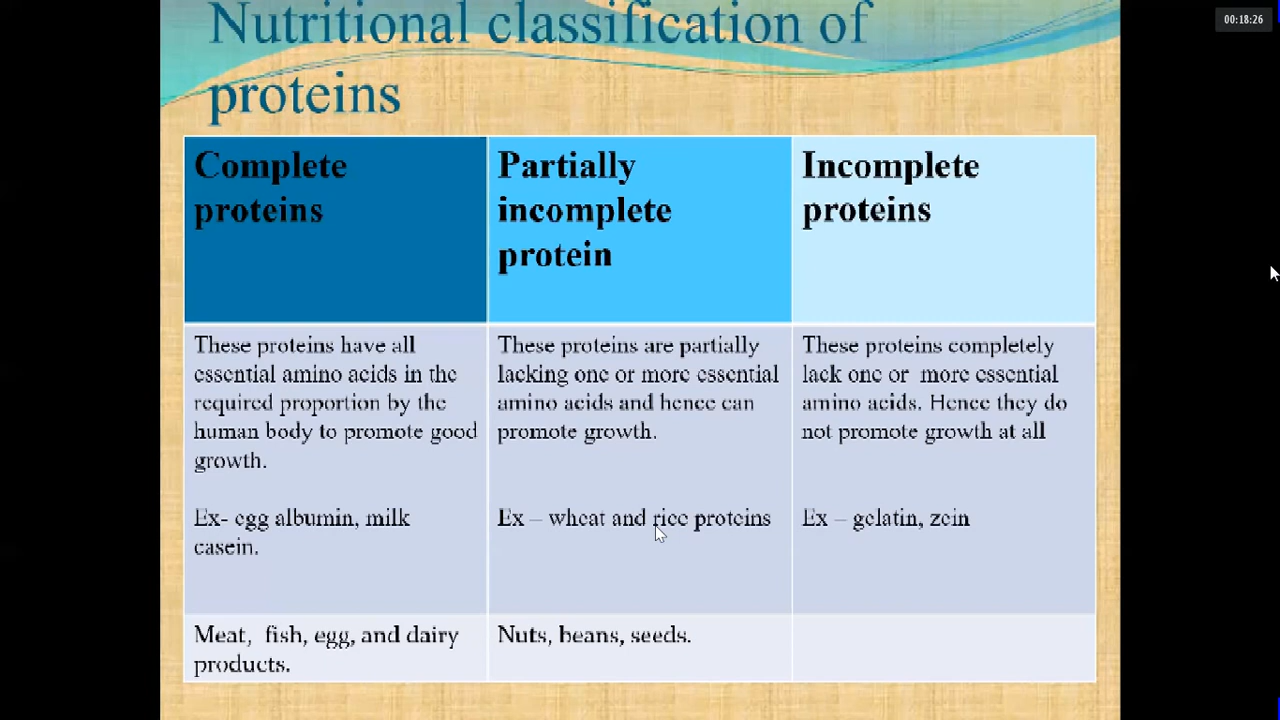 00:18:26
Nutritional classification of
proteins
Complete
proteins
Partially
incomplete
protein
Incomplete
proteins
These proteins have all
essential amino acids in the
required proportion by the
human body to promote good
growth.
Ex- egg albumin, milk
casein.
These proteins are partially
lacking one or more essential
amino acids and hence can
promote growth.
Ex – wheat and rice proteins
These proteins completely
lack one or  more essential
amino acids. Hence they do
not promote growth at all
Ex – gelatin, zein
Meat,  fish, egg, and dairy
products.
Nuts, beans, seeds.